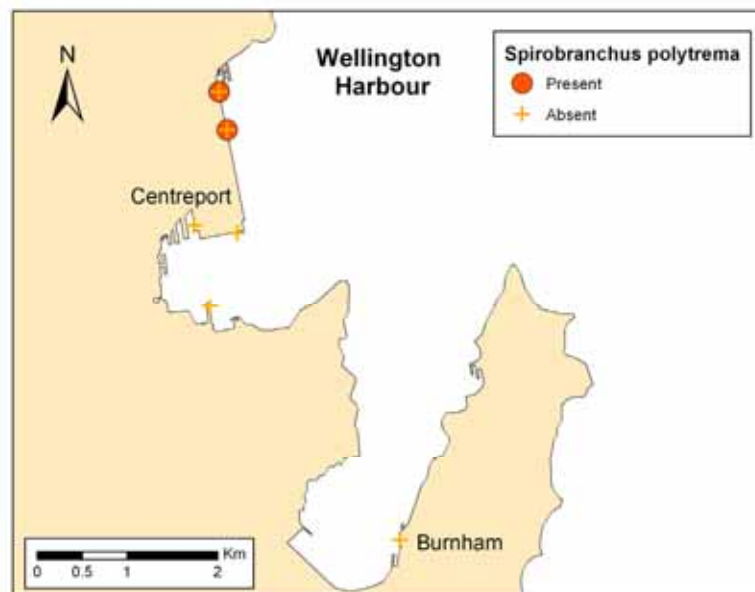 Wellington
Harbour
Spirobranchus polytrema
Present
Absent
N
Centreport
Burnham
Km
0 0.5 1 2